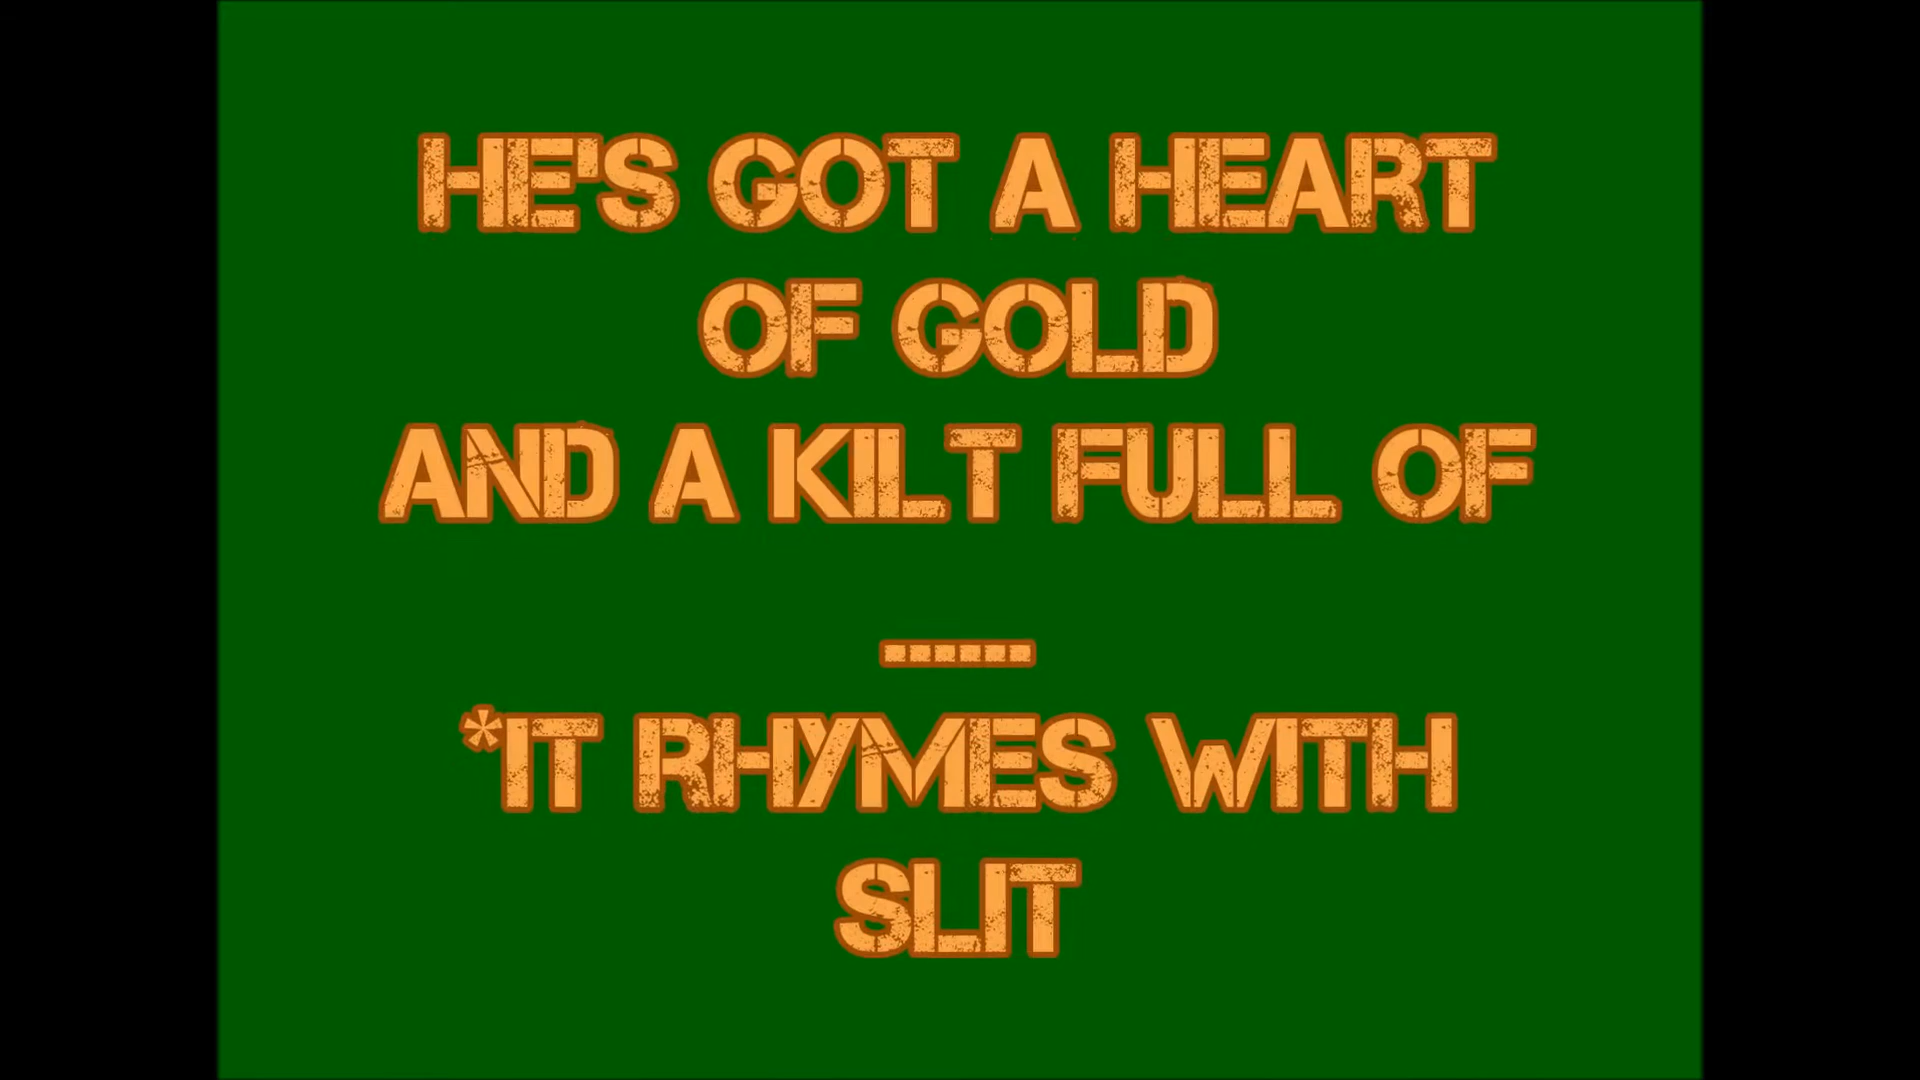 HE'S GOT A HEART
OF GOLD
AND A KILT FULL OF
......
*IT RHYMES WITH
SLIT